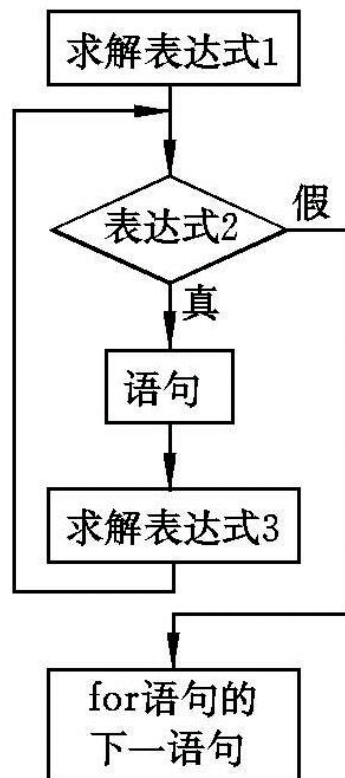 求解表达式1
表达式2
假
真
语句
求解表达式3
for语句的
下一语句